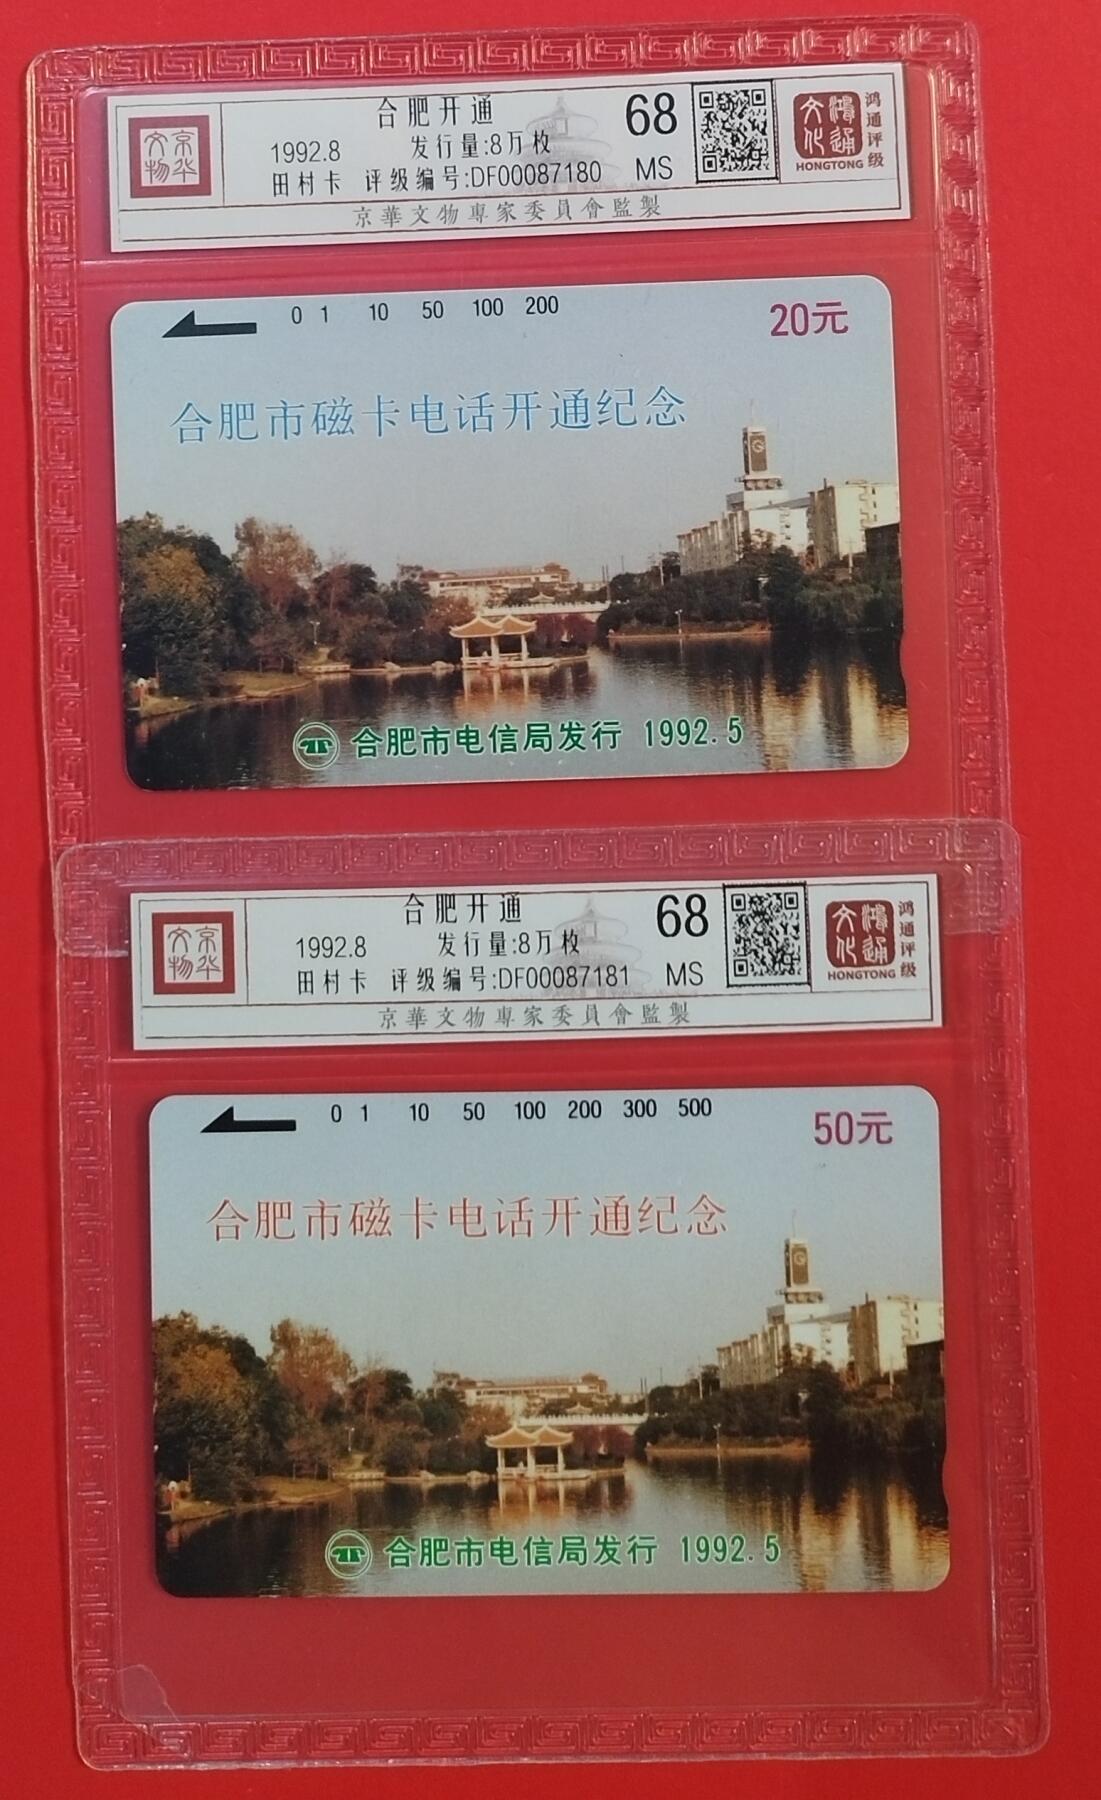 京华文物
合肥开通
68
1992.8
发行量:8万枚
田村卡
评级编号:DF00087180
MS
京華文物專家委員會監製
鸿通文化
HONGTONG
鸿通评级
0 1 10 50 100 200
20元
合肥市磁卡电话开通纪念
合肥市电信局发行 1992.5
京华文物
合肥开通
68
1992.8
发行量:8万枚
田村卡
评级编号:DF00087181
MS
京華文物專家委員會監製
鸿通文化
HONGTONG
鸿通评级
0 1 10 50 100 200 300 500
50元
合肥市磁卡电话开通纪念
合肥市电信局发行 1992.5